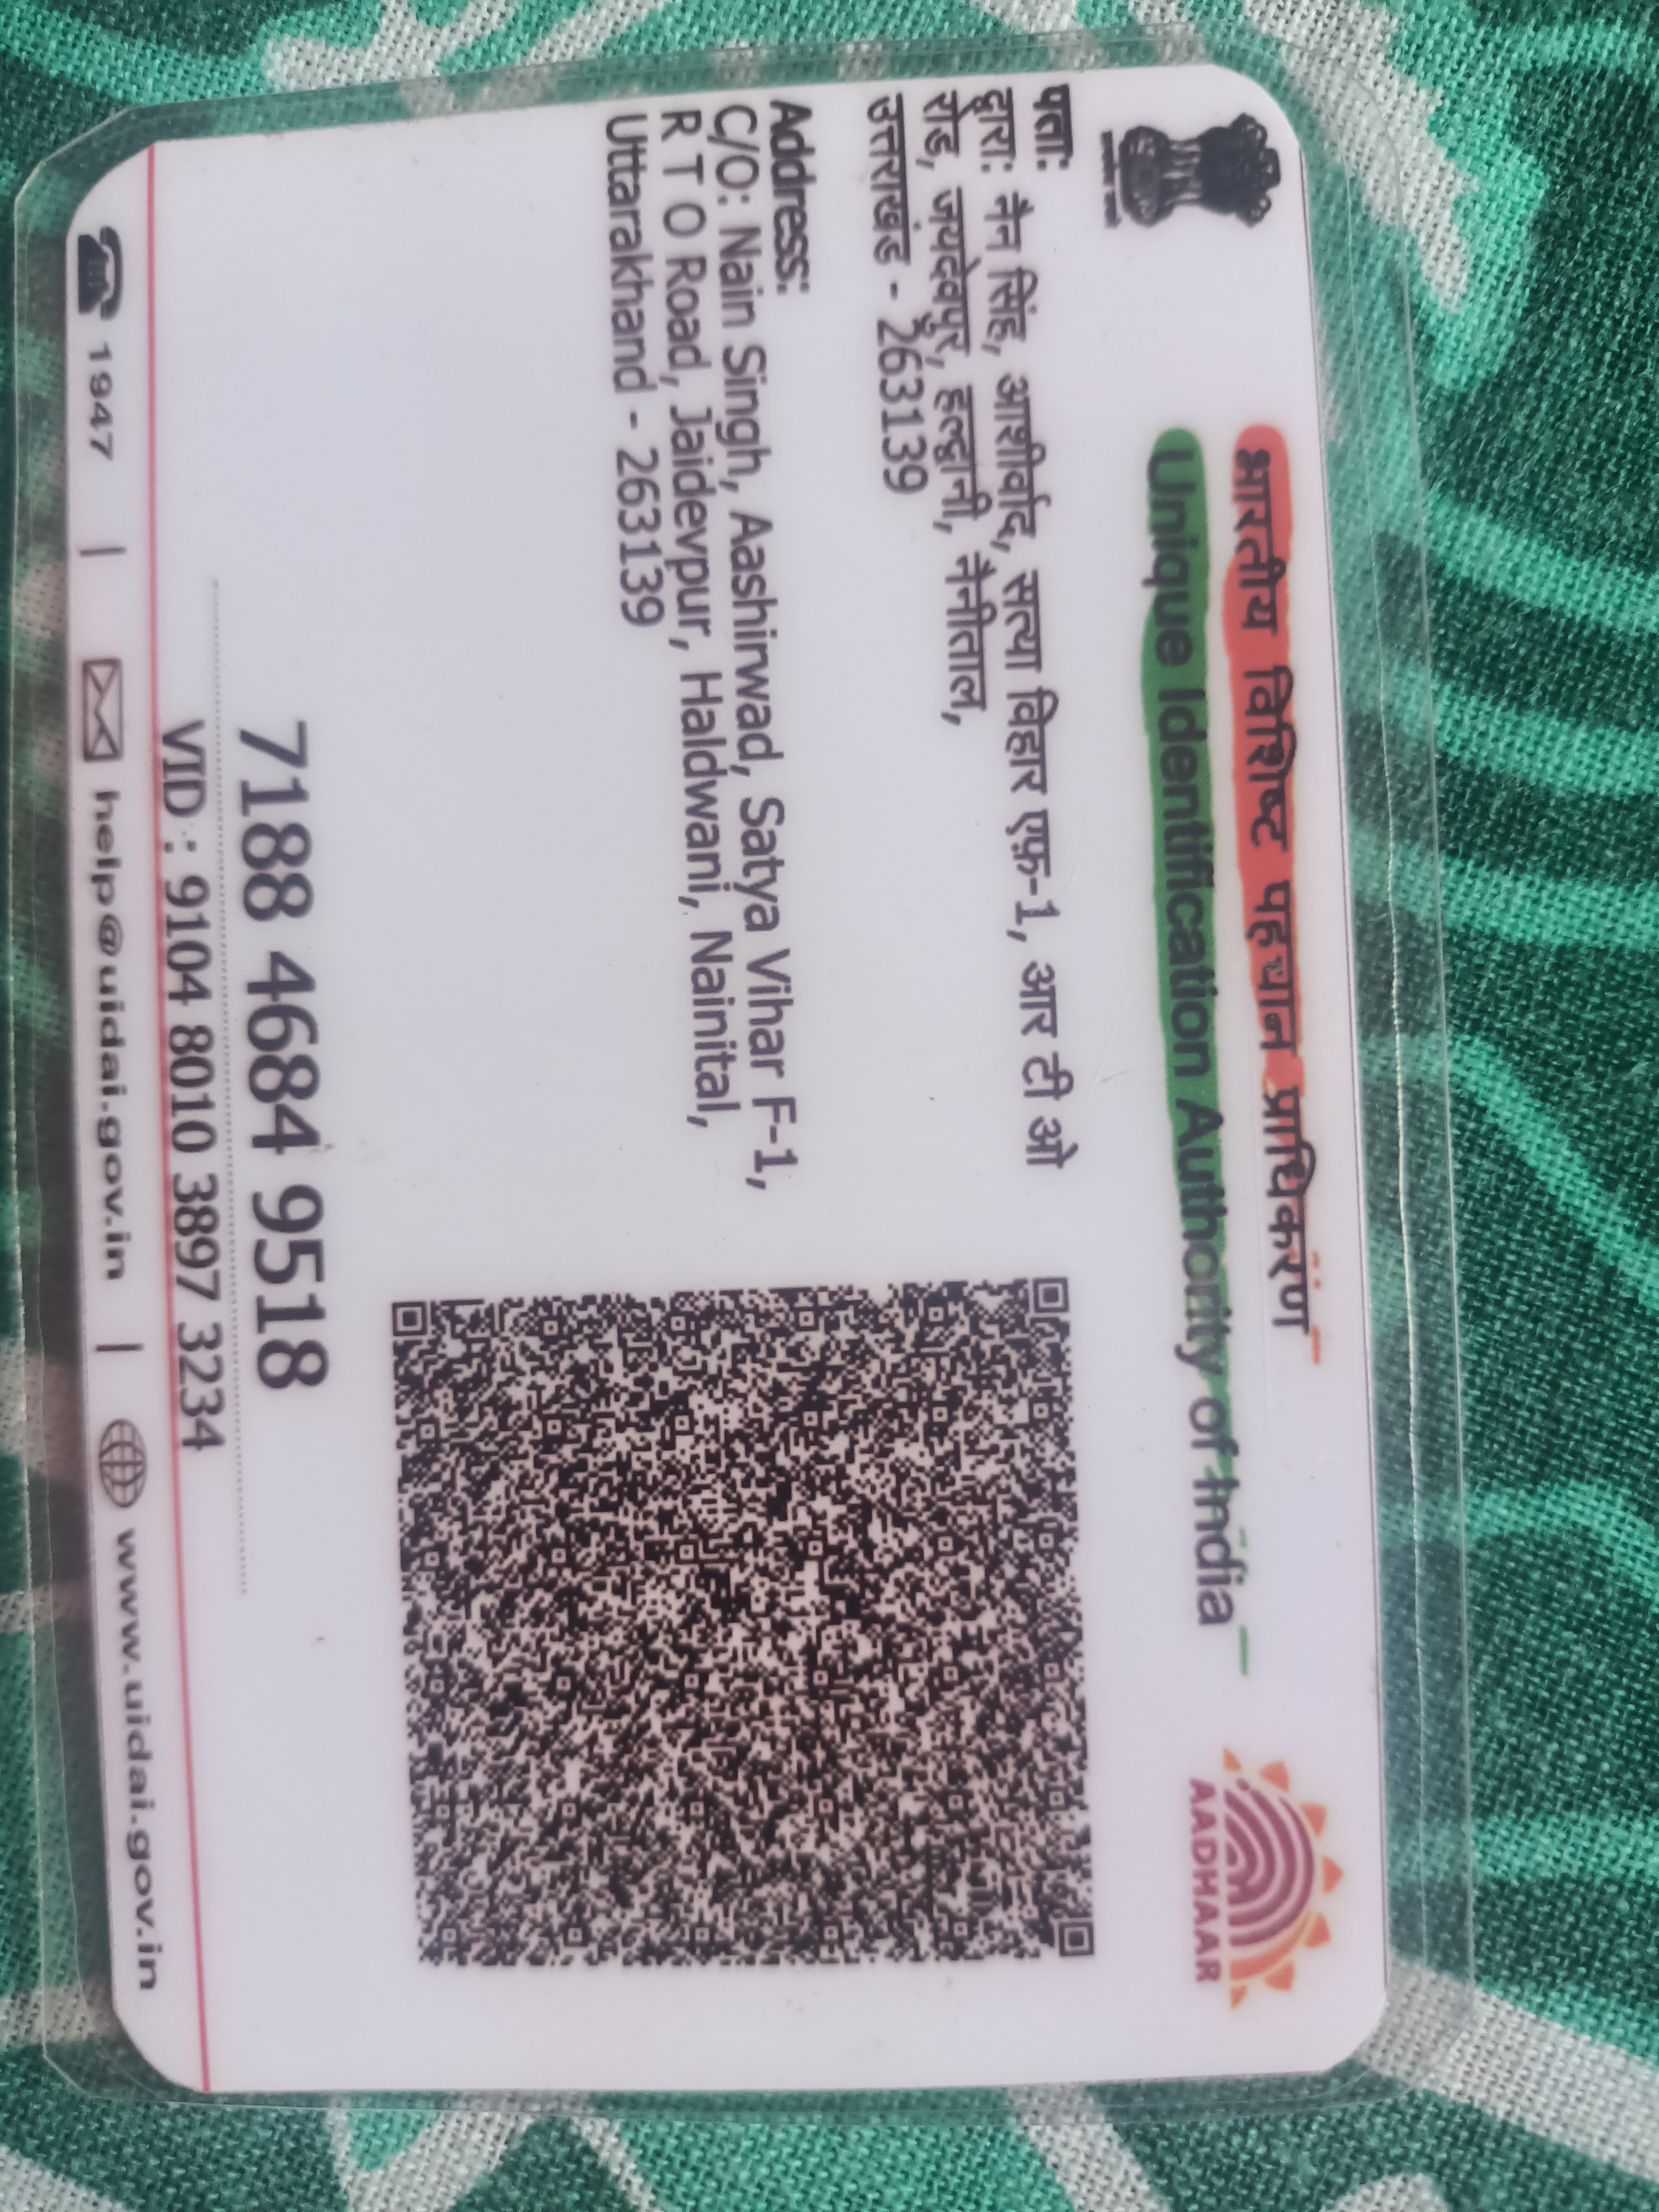 भारतीय विशिष्ट पहचान प्राधिकरण
Unique Identification Authority of India
AADHAAR
पता:
द्वारा: नैन सिंह, आशीर्वाद, सत्या विहार एफ़-1, आर टी ओ
रोड, जयदेवपुर, हल्द्वानी, नैनीताल,
उत्तराखंड - 263139
Address:
C/O: Nain Singh, Aashirwad, Satya Vihar F-1,
R T O Road, Jaidevpur, Haldwani, Nainital,
Uttarakhand - 263139
7188 4684 9518
VID : 9104 8010 3897 3234
1947 | help@uidai.gov.in | www.uidai.gov.in